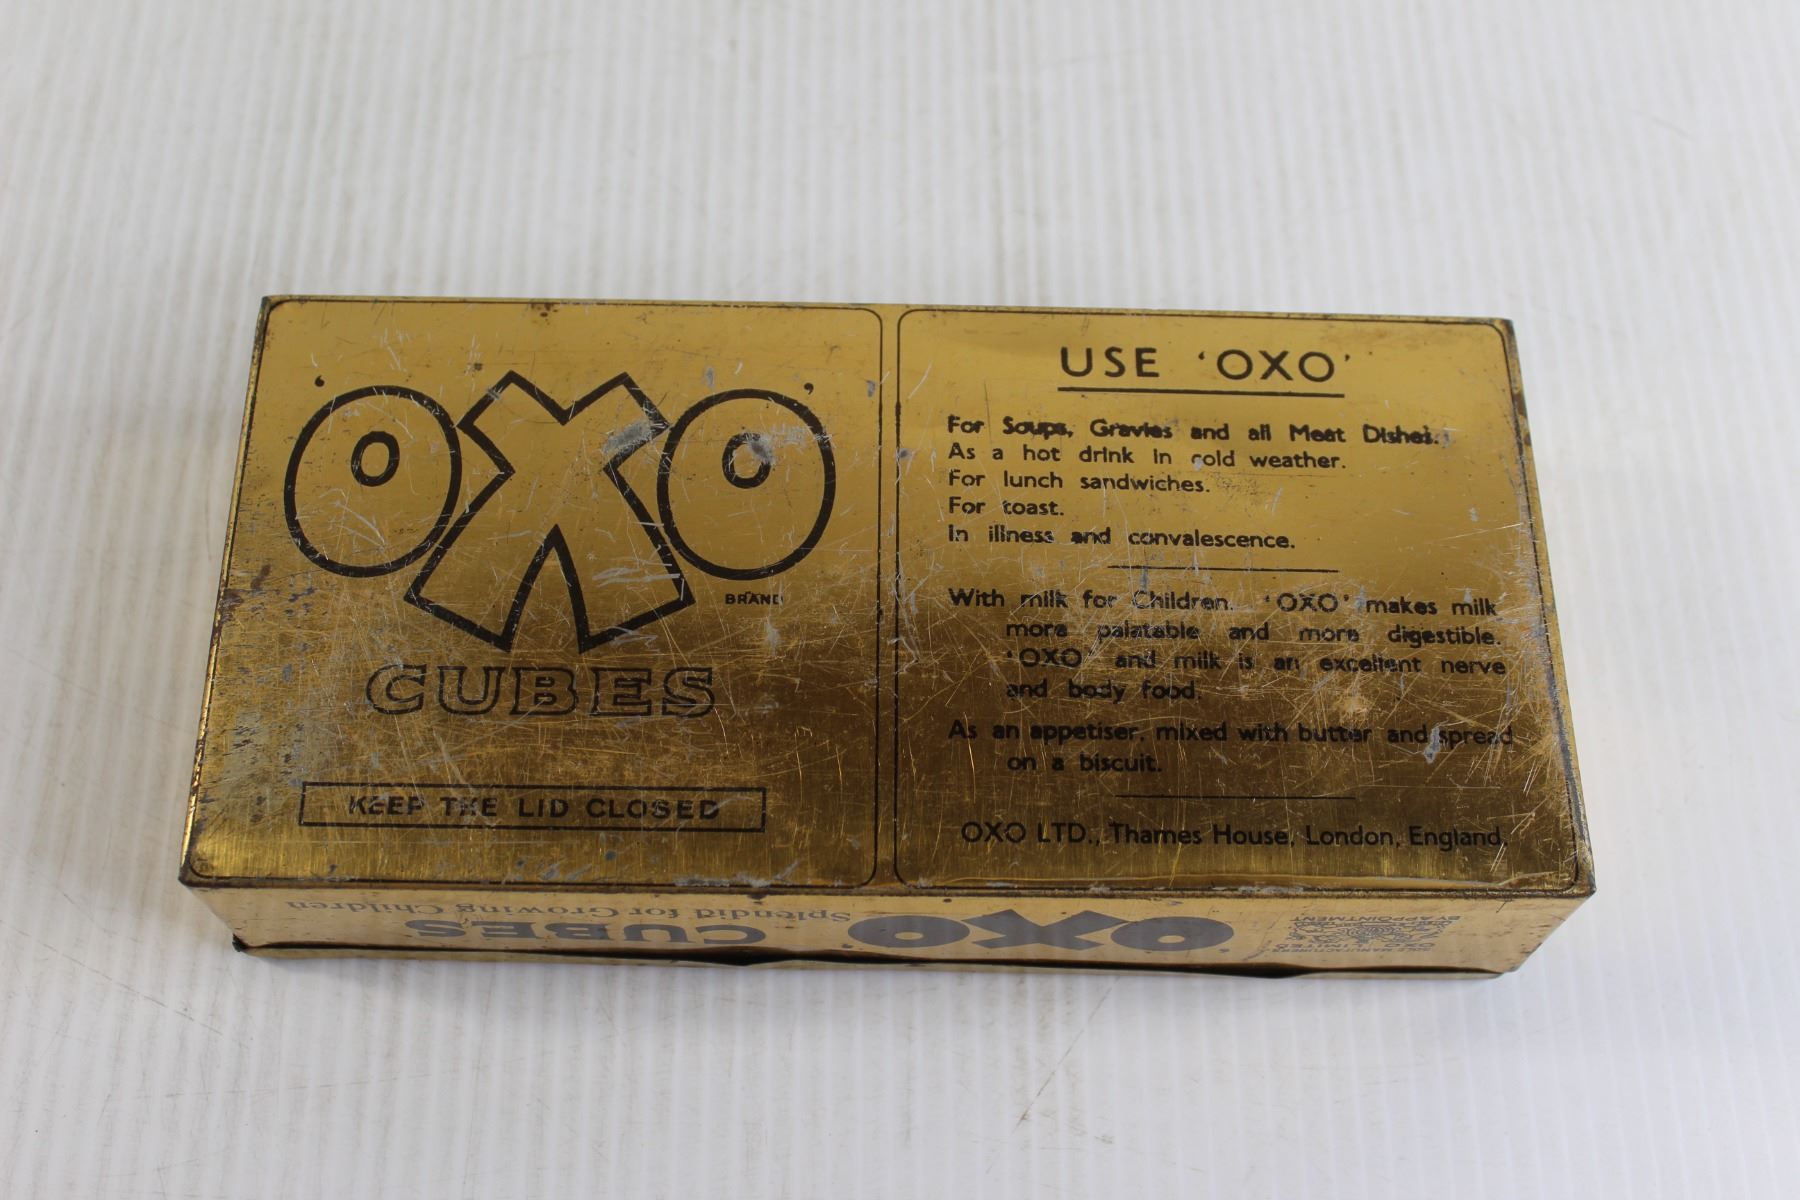 'OXO'
BRAND
CUBES
KEEP THE LID CLOSED
USE 'OXO'
For Soups, Gravies and all Meat Dishes.
As a hot drink in cold weather.
For lunch sandwiches.
For toast.
In illness and convalescence.
With milk for Children. 'OXO' makes milk
more palatable and more digestible.
'OXO' and milk is an excellent nerve
and body food.
As an appetiser, mixed with butter and spread
on a biscuit.
OXO LTD., Thames House, London, England.
BY APPOINTMENT
OXO LIMITED
OXO
CUBES
Splendid for Growing Children